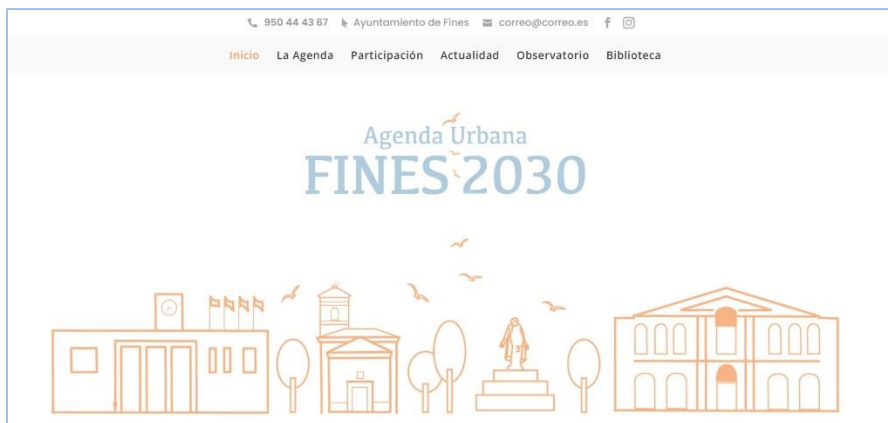 950 44 43 67 Ayuntamiento de Fines correo@correo.es
Inicio La Agenda Participación Actualidad Observatorio Biblioteca
Agenda Urbana
FINES 2030